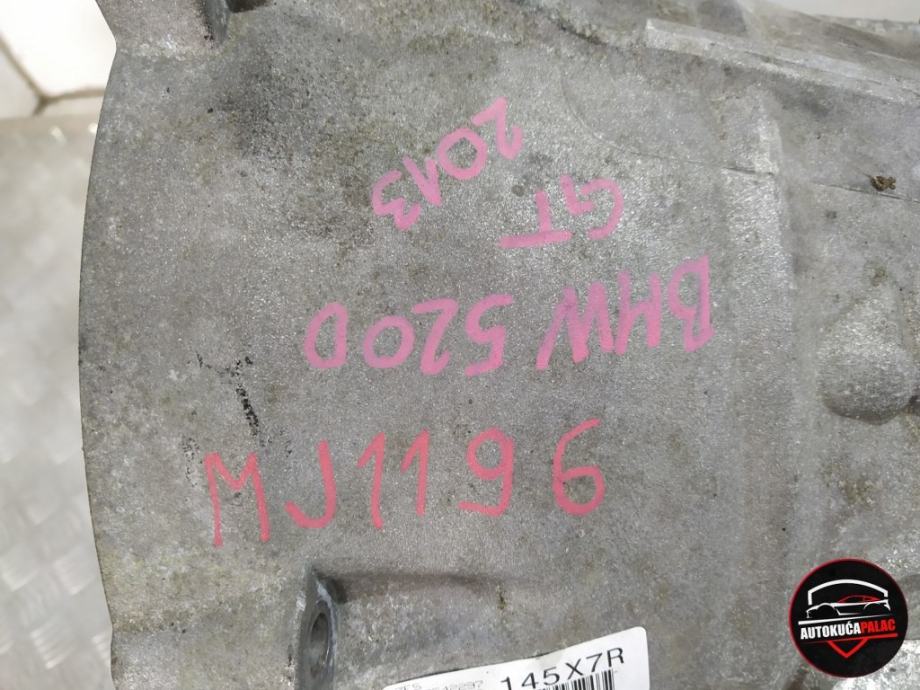 BMW 520D
GT
2013
MJ1196
145X7R
AUTOKUĆA PALAC